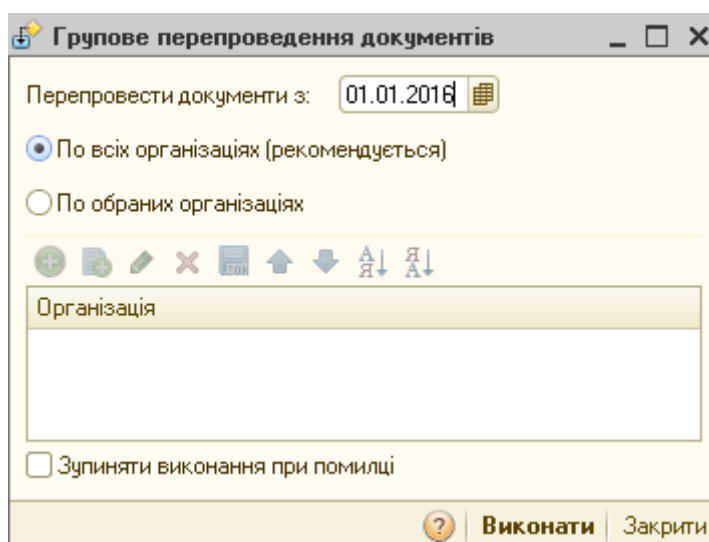 Групове перепроведення документів
Перепровести документи з: 01.01.2016
По всіх організаціях (рекомендується)
По обраних організаціях
Організація
Зупиняти виконання при помилці
Виконати Закрити